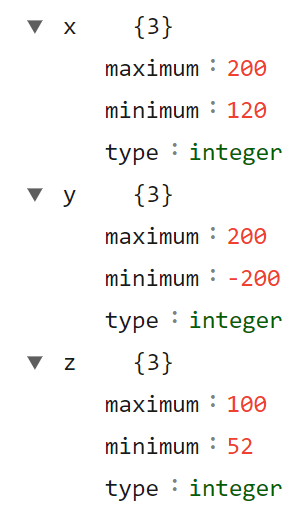 ▼ x {3}
maximum : 200
minimum : 120
type : integer
▼ y {3}
maximum : 200
minimum : -200
type : integer
▼ z {3}
maximum : 100
minimum : 52
type : integer